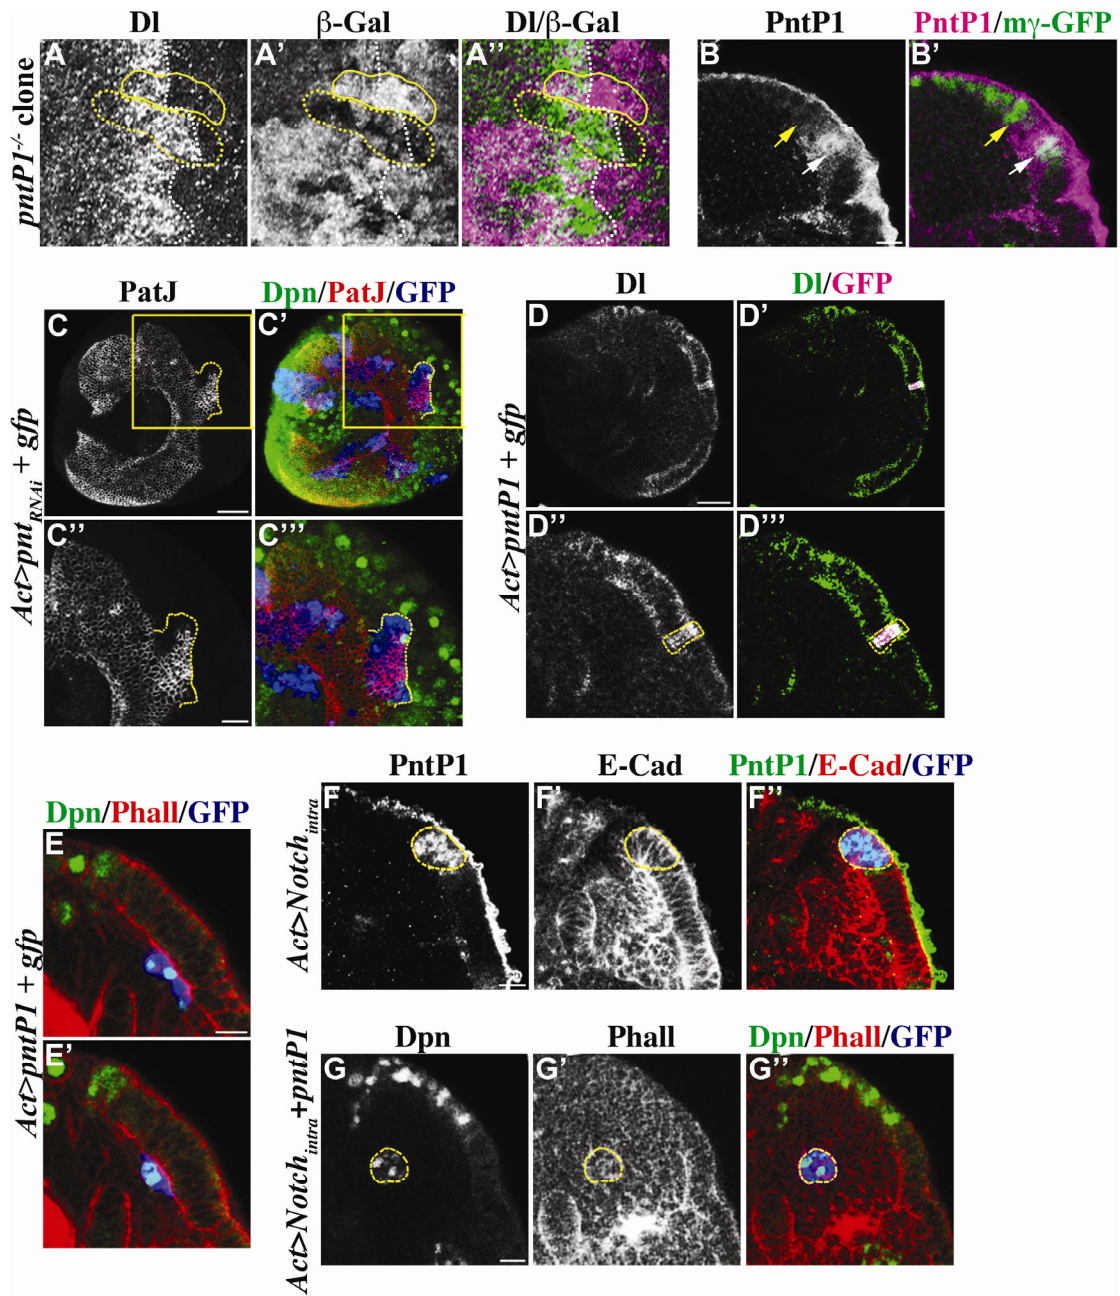 Dl β-Gal Dl/β-Gal PntP1 PntP1/mγ-GFP
pntP1-/- clone
A A' A'' B B'
PatJ Dpn/PatJ/GFP Dl Dl/GFP
Act>pntRNAi + gfp
C C' D D'
C'' C''' D'' D'''
Act>pntP1 + gfp
PntP1 E-Cad PntP1/E-Cad/GFP
Dpn/Phall/GFP
Act>pntP1 + gfp
E
E'
Act>Notchintra
F F' F''
Dpn Phall Dpn/Phall/GFP
Act>Notchintra+pntP1
G G' G''